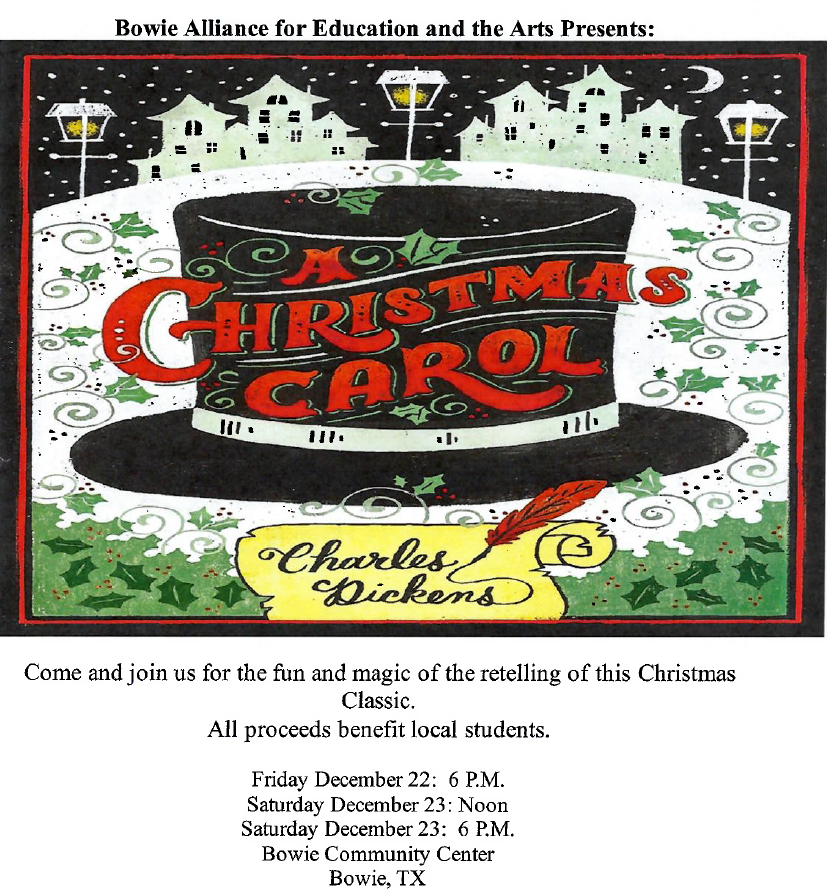 Bowie Alliance for Education and the Arts Presents:
A
CHRISTMAS
CAROL
Charles
Dickens
Come and join us for the fun and magic of the retelling of this Christmas
Classic.
All proceeds benefit local students.
Friday December 22:  6 P.M.
Saturday December 23: Noon
Saturday December 23:  6 P.M.
Bowie Community Center
Bowie, TX